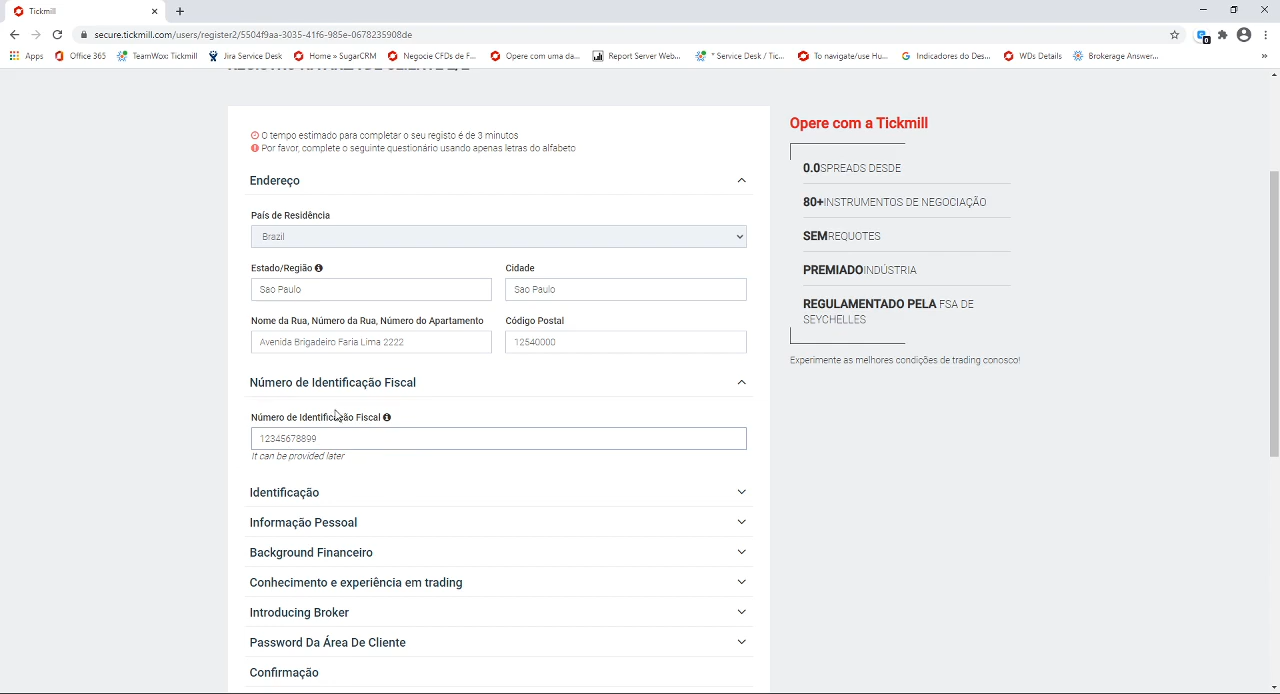 Tickmill
secure.tickmill.com/users/register2/5504f9aa-3035-41f6-985e-0678235908de
Apps Office 365 TeamWox: Tickmill Jira Service Desk Home » SugarCRM Negocie CFDs de F... Opere com uma da... Report Server Web... * Service Desk / Tic... To navigate/use Hu... Indicadores do Des... WDs Details Brokerage Answer... »
O tempo estimado para completar o seu registo é de 3 minutos
Por favor, complete o seguinte questionário usando apenas letras do alfabeto
Endereço
País de Residência
Brazil
Estado/Região Cidade
Sao Paulo Sao Paulo
Nome da Rua, Número da Rua, Número do Apartamento Código Postal
Avenida Brigadeiro Faria Lima 2222 12540000
Número de Identificação Fiscal
Número de Identificação Fiscal
12345678899
It can be provided later
Identificação
Informação Pessoal
Background Financeiro
Conhecimento e experiência em trading
Introducing Broker
Password Da Área De Cliente
Confirmação
Opere com a Tickmill
0.0SPREADS DESDE
80+INSTRUMENTOS DE NEGOCIAÇÃO
SEMREQUOTES
PREMIADOINDÚSTRIA
REGULAMENTADO PELA FSA DE
SEYCHELLES
Experimente as melhores condições de trading conosco!